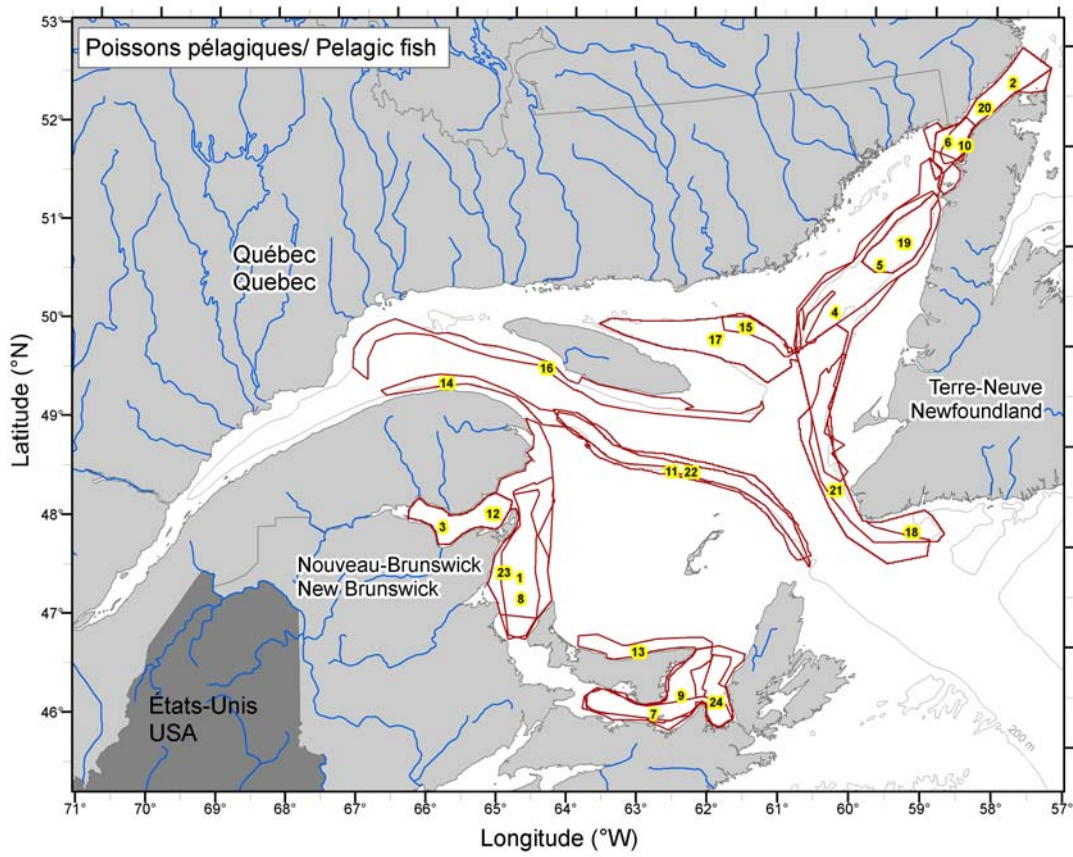 Poissons pélagiques/ Pelagic fish
53°
52°
51°
50°
49°
48°
47°
46°
Latitude (°N)
2
20
6
10
19
5
4
15
17
16
14
11 22
21
18
12
3
23
1
8
13
9
24
7
Québec
Quebec
Terre-Neuve
Newfoundland
Nouveau-Brunswick
New Brunswick
États-Unis
USA
200 m
71° 70° 69° 68° 67° 66° 65° 64° 63° 62° 61° 60° 59° 58° 57°
Longitude (°W)